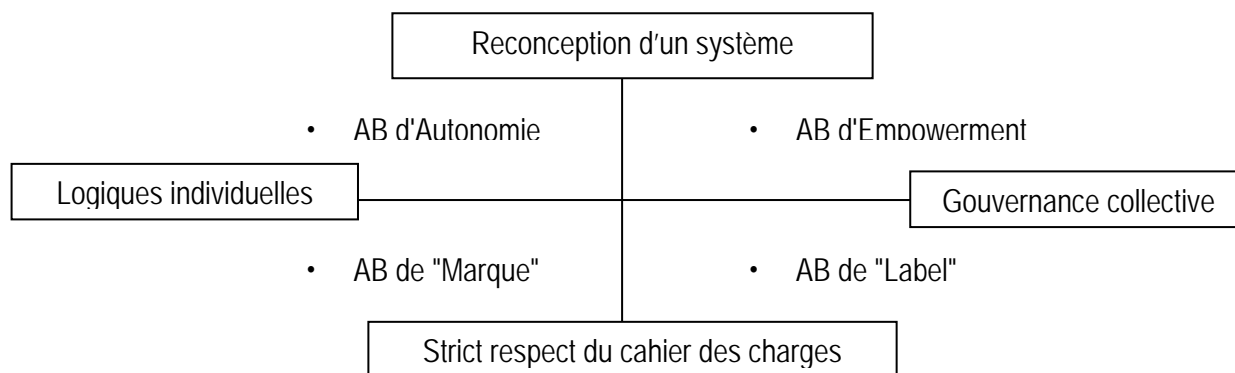 Reconception d'un système
• AB d'Autonomie
• AB d'Empowerment
Logiques individuelles
Gouvernance collective
• AB de "Marque"
• AB de "Label"
Strict respect du cahier des charges